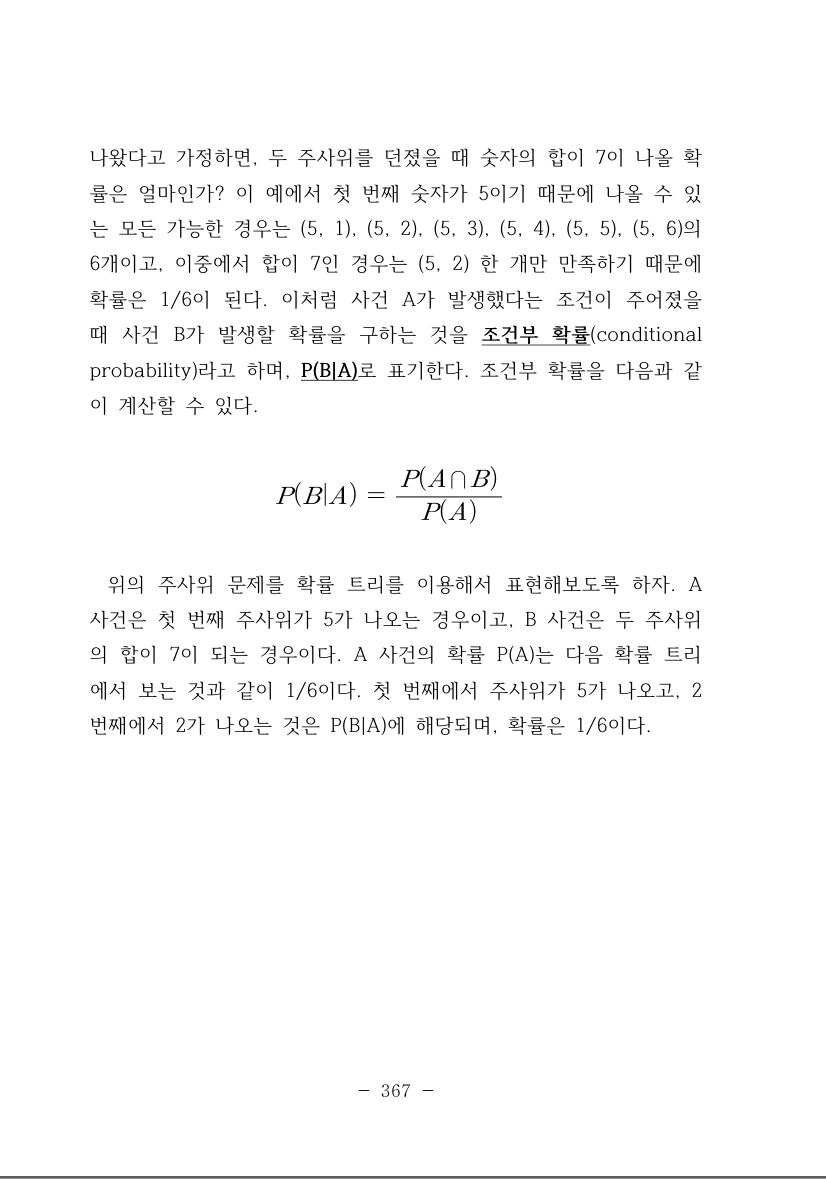 나왔다고 가정하면, 두 주사위를 던졌을 때 숫자의 합이 7이 나올 확
률은 얼마인가? 이 예에서 첫 번째 숫자가 5이기 때문에 나올 수 있
는 모든 가능한 경우는 (5, 1), (5, 2), (5, 3), (5, 4), (5, 5), (5, 6)의
6개이고, 이중에서 합이 7인 경우는 (5, 2) 한 개만 만족하기 때문에
확률은 1/6이 된다. 이처럼 사건 A가 발생했다는 조건이 주어졌을
때 사건 B가 발생할 확률을 구하는 것을 조건부 확률(conditional
probability)라고 하며, P(B|A)로 표기한다. 조건부 확률을 다음과 같
이 계산할 수 있다.
P(B|A) = P(A∩B) / P(A)
위의 주사위 문제를 확률 트리를 이용해서 표현해보도록 하자. A
사건은 첫 번째 주사위가 5가 나오는 경우이고, B 사건은 두 주사위
의 합이 7이 되는 경우이다. A 사건의 확률 P(A)는 다음 확률 트리
에서 보는 것과 같이 1/6이다. 첫 번째에서 주사위가 5가 나오고, 2
번째에서 2가 나오는 것은 P(B|A)에 해당되며, 확률은 1/6이다.
- 367 -